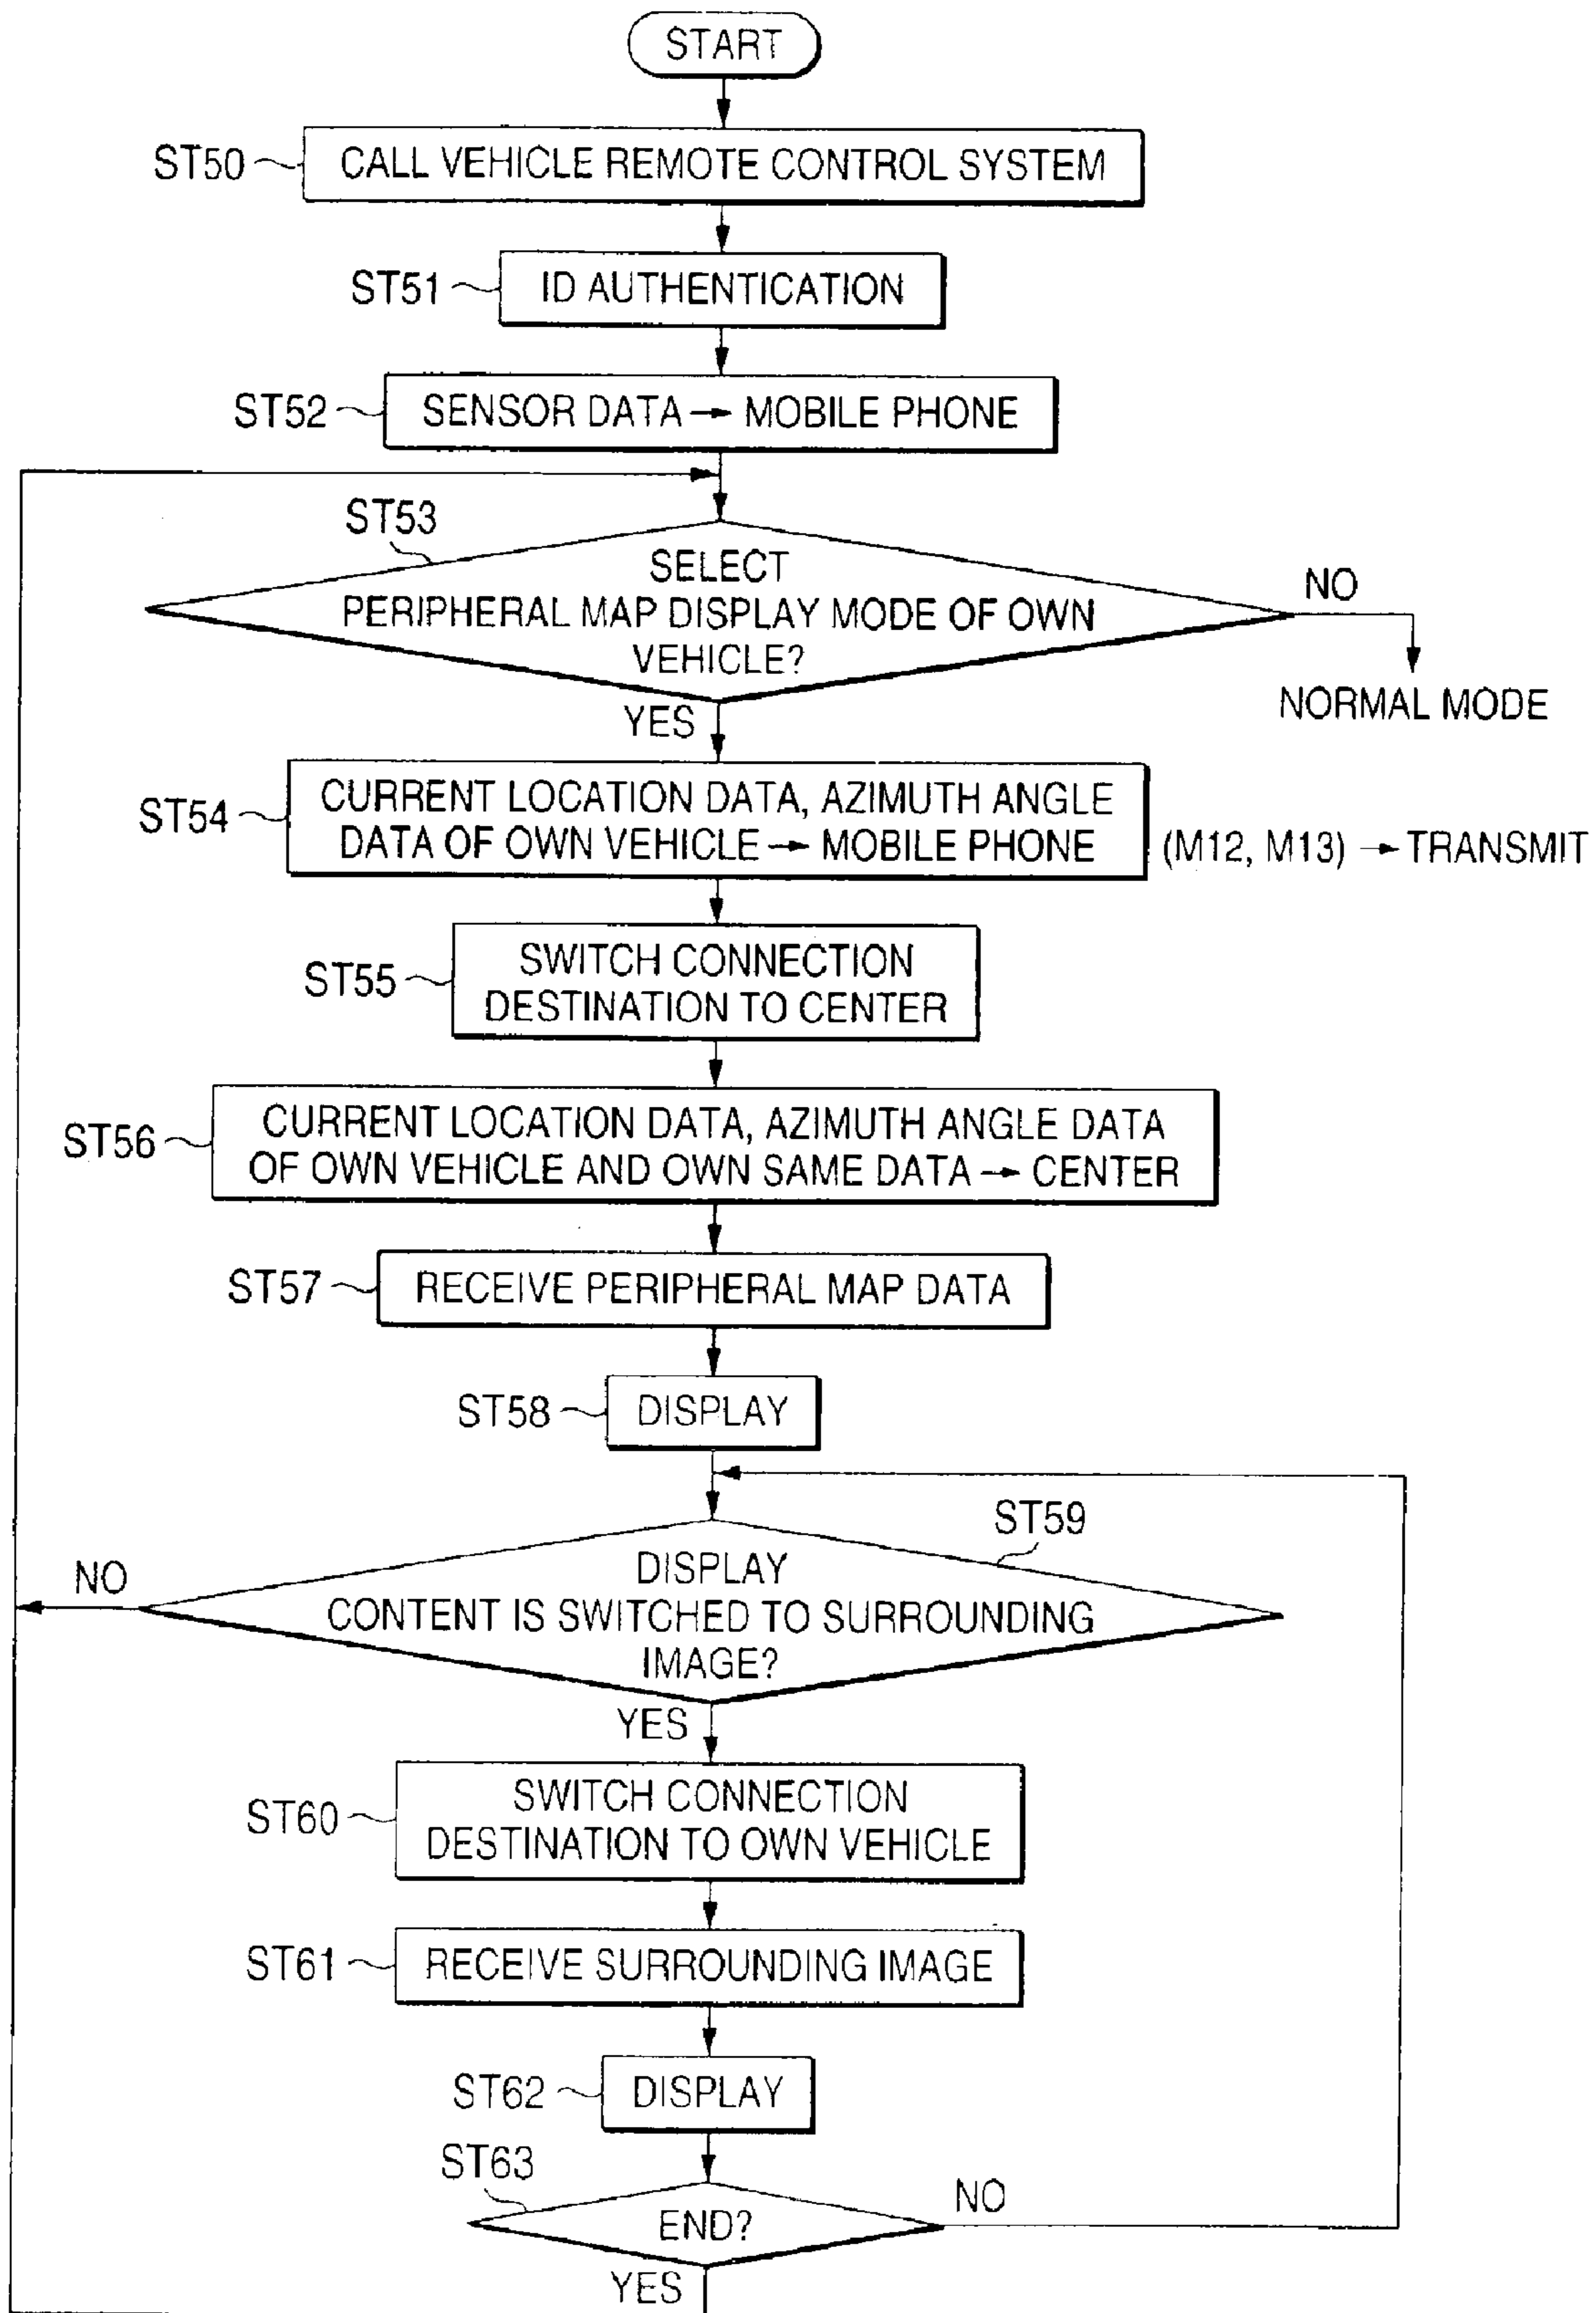 START
ST50
CALL VEHICLE REMOTE CONTROL SYSTEM
ST51
ID AUTHENTICATION
ST52
SENSOR DATA → MOBILE PHONE
ST53
SELECT
PERIPHERAL MAP DISPLAY MODE OF OWN
VEHICLE?
NO
NORMAL MODE
YES
ST54
CURRENT LOCATION DATA, AZIMUTH ANGLE
DATA OF OWN VEHICLE → MOBILE PHONE
(M12, M13) → TRANSMIT
ST55
SWITCH CONNECTION
DESTINATION TO CENTER
ST56
CURRENT LOCATION DATA, AZIMUTH ANGLE DATA
OF OWN VEHICLE AND OWN SAME DATA → CENTER
ST57
RECEIVE PERIPHERAL MAP DATA
ST58
DISPLAY
ST59
DISPLAY
CONTENT IS SWITCHED TO SURROUNDING
IMAGE?
NO
YES
ST60
SWITCH CONNECTION
DESTINATION TO OWN VEHICLE
ST61
RECEIVE SURROUNDING IMAGE
ST62
DISPLAY
ST63
END?
NO
YES